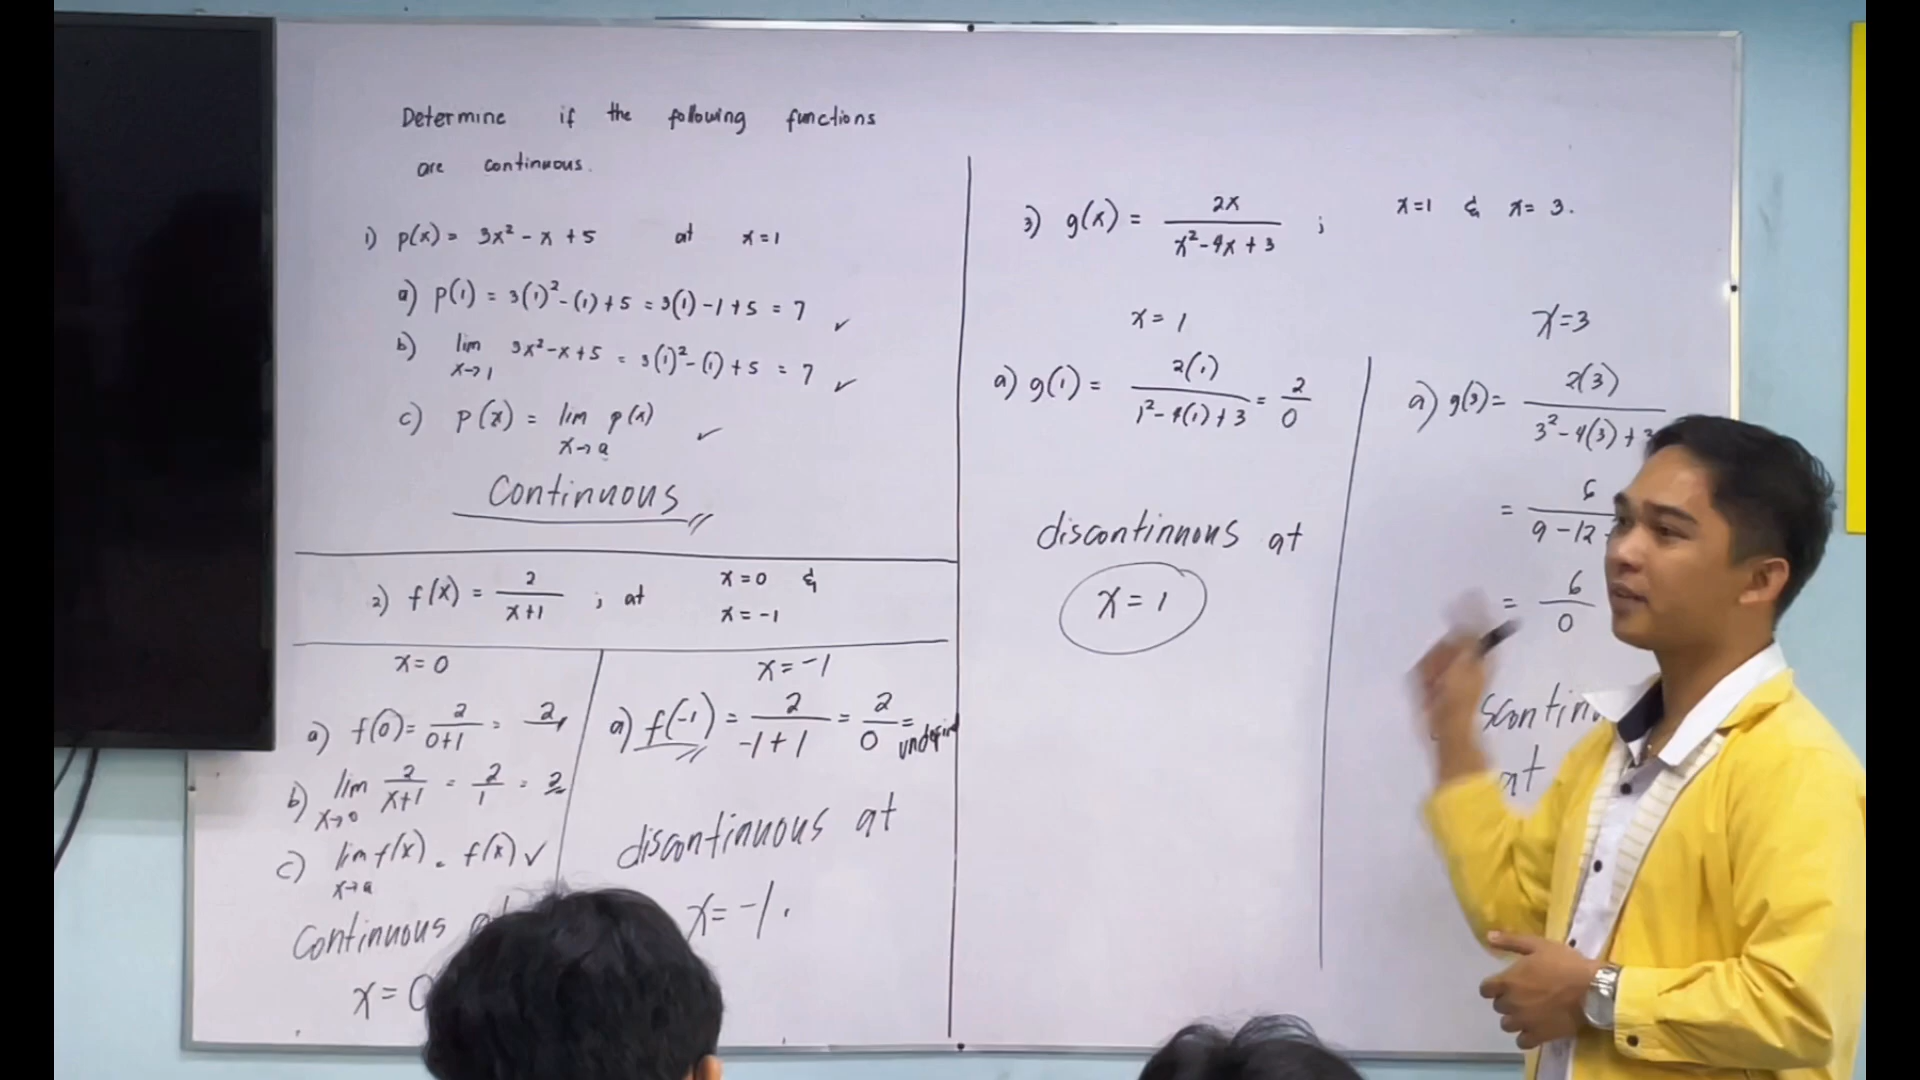 Determine if the following functions
are continuous.
1) p(x) = 3x² - x + 5 at x = 1
a) p(1) = 3(1)² - (1) + 5 = 3(1) - 1 + 5 = 7 ✓
b) lim x→1 3x² - x + 5 = 3(1)² - (1) + 5 = 7 ✓
c) p(x) = lim x→a p(x) ✓
Continuous
2) f(x) = 2/(x+1) ; at x = 0 &
x = -1
x = 0
a) f(0) = 2/(0+1) = 2
b) lim x→0 2/(x+1) = 2/1 = 2
c) lim x→a f(x) = f(x) ✓
continuous
x = 0
x = -1
a) f(-1) = 2/(-1+1) = 2/0 =
discontinuous at
x = -1.
3) g(x) = 2x/(x² - 4x + 3) ; x = 1 & x = 3.
x = 1
a) g(1) = 2(1)/(1² - 4(1) + 3) = 2/0
discontinuous at
x = 1
x = 3
a) g(3) = 2(3)/(3² - 4(3) +
= 6/(9 - 12
= 6/0
at